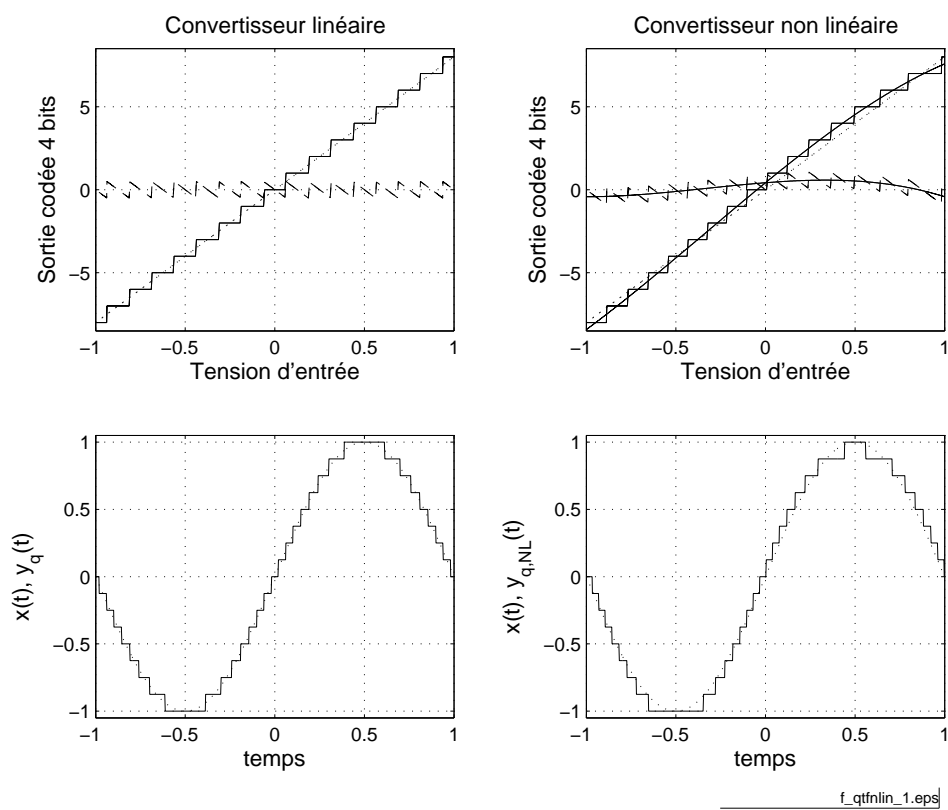 Convertisseur linéaire
Sortie codée 4 bits
5
0
−5
−1 −0.5 0 0.5 1
Tension d'entrée
Convertisseur non linéaire
Sortie codée 4 bits
5
0
−5
−1 −0.5 0 0.5 1
Tension d'entrée
x(t), y_q(t)
1
0.5
0
−0.5
−1
−1 −0.5 0 0.5 1
temps
x(t), y_{q,NL}(t)
1
0.5
0
−0.5
−1
−1 −0.5 0 0.5 1
temps
f_qtfnlin_1.eps